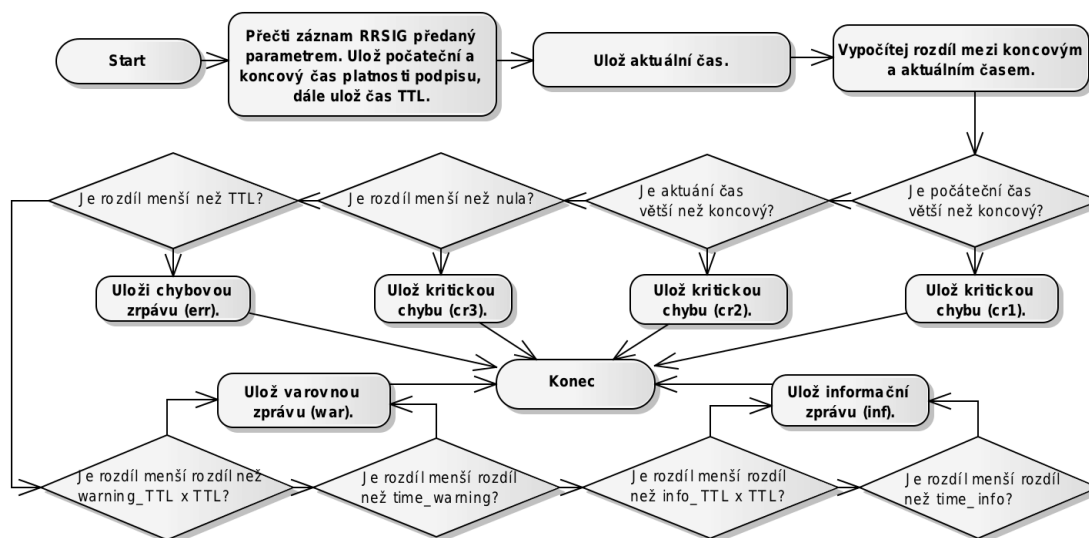 Start
Přečti záznam RRSIG předaný
parametrem. Ulož počateční a
koncový čas platnosti podpisu,
dále ulož čas TTL.
Ulož aktuální čas.
Vypočítej rozdíl mezi koncovým
a aktuálním časem.
Je rozdíl menší než TTL?
Je rozdíl menší než nula?
Je aktuání čas
větší než koncový?
Je počáteční čas
větší než koncový?
Uloži chybovou
zrpávu (err).
Ulož kritickou
chybu (cr3).
Ulož kritickou
chybu (cr2).
Ulož kritickou
chybu (cr1).
Konec
Ulož varovnou
zprávu (war).
Ulož informační
zprávu (inf).
Je rozdíl menší rozdíl než
warning_TTL x TTL?
Je rozdíl menší rozdíl
než time_warning?
Je rozdíl menší rozdíl
než info_TTL x TTL?
Je rozdíl menší rozdíl
než time_info?